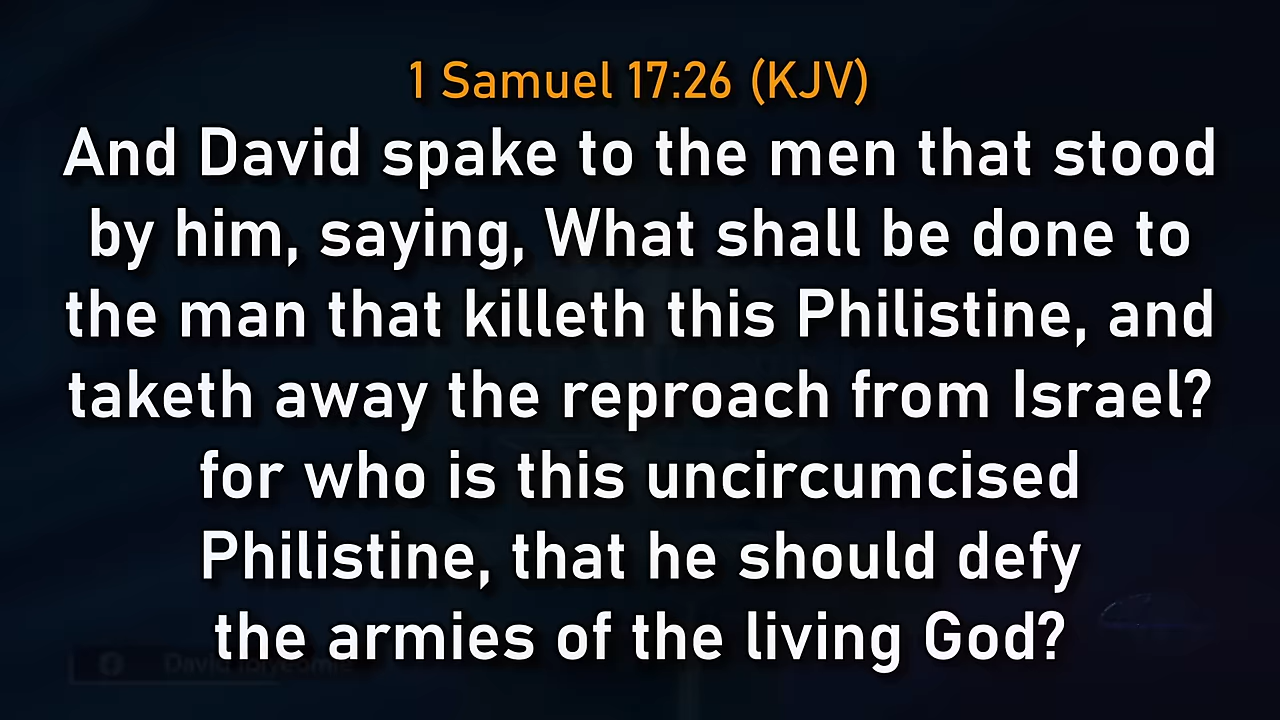 1 Samuel 17:26 (KJV)
And David spake to the men that stood
by him, saying, What shall be done to
the man that killeth this Philistine, and
taketh away the reproach from Israel?
for who is this uncircumcised
Philistine, that he should defy
the armies of the living God?
David